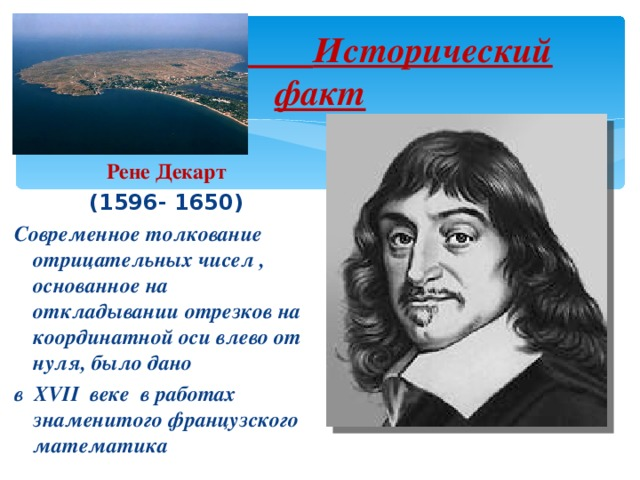 Исторический
факт
Рене Декарт
(1596- 1650)
Современное толкование
отрицательных чисел ,
основанное на
откладывании отрезков на
координатной оси влево от
нуля, было дано
в XVII веке в работах
знаменитого французского
математика